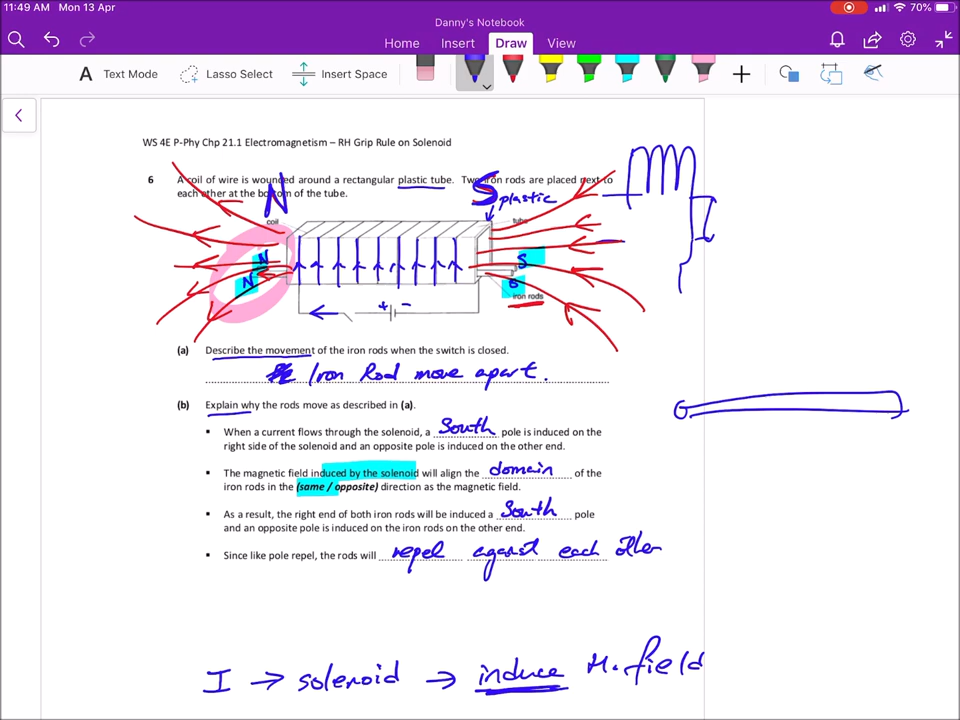 11:49 AM Mon 13 Apr 70%
Danny's Notebook
Home Insert Draw View
A Text Mode Lasso Select Insert Space
WS 4E P-Phy Chp 21.1 Electromagnetism – RH Grip Rule on Solenoid
6 A coil of wire is wounded around a rectangular plastic tube. Two iron rods are placed next to
each other at the bottom of the tube.
N S plastic
coil tube
N S
N S
+ -
iron rods
(a) Describe the movement of the iron rods when the switch is closed.
Iron Rod move apart.
(b) Explain why the rods move as described in (a).
▪ When a current flows through the solenoid, a South pole is induced on the
right side of the solenoid and an opposite pole is induced on the other end.
▪ The magnetic field induced by the solenoid will align the domain of the
iron rods in the (same / opposite) direction as the magnetic field.
▪ As a result, the right end of both iron rods will be induced a South pole
and an opposite pole is induced on the iron rods on the other end.
▪ Since like pole repel, the rods will repel against each other
I → solenoid → induce M. field